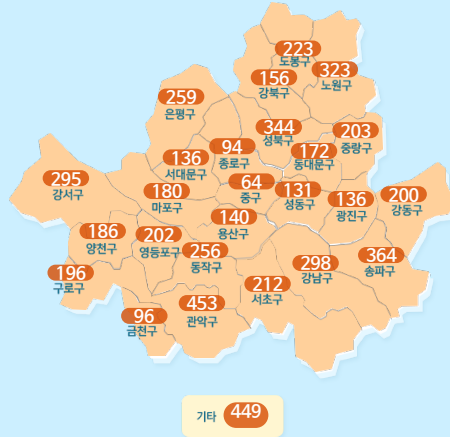 223
도봉구
323
노원구
156
강북구
259
은평구
344
성북구
203
중랑구
94
종로구
172
동대문구
136
서대문구
295
강서구
180
마포구
64
중구
131
성동구
136
광진구
200
강동구
140
용산구
186
양천구
202
영등포구
256
동작구
298
강남구
364
송파구
196
구로구
212
서초구
453
관악구
96
금천구
기타 449